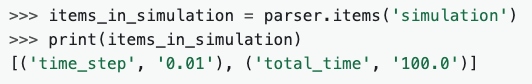 >>> items_in_simulation = parser.items('simulation')
>>> print(items_in_simulation)
[('time_step', '0.01'), ('total_time', '100.0')]